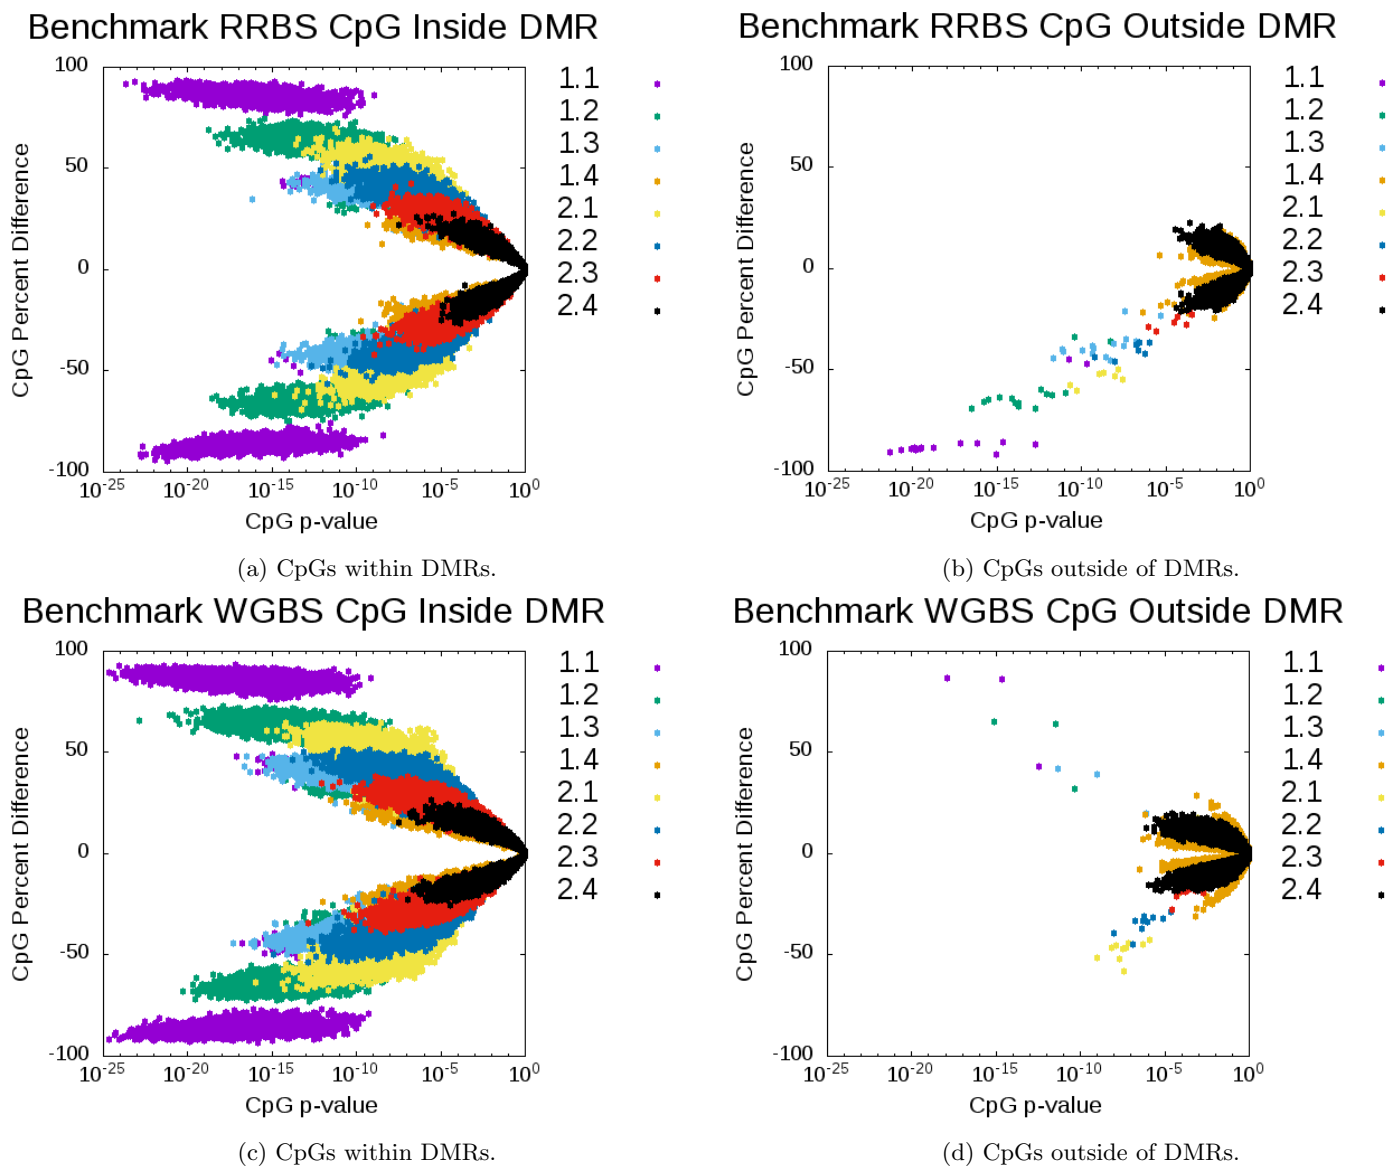 Benchmark RRBS CpG Inside DMR
100
50
0
-50
-100
CpG Percent Difference
10^-25 10^-20 10^-15 10^-10 10^-5 10^0
CpG p-value
1.1
1.2
1.3
1.4
2.1
2.2
2.3
2.4
(a) CpGs within DMRs.
Benchmark RRBS CpG Outside DMR
100
50
0
-50
-100
CpG Percent Difference
10^-25 10^-20 10^-15 10^-10 10^-5 10^0
CpG p-value
1.1
1.2
1.3
1.4
2.1
2.2
2.3
2.4
(b) CpGs outside of DMRs.
Benchmark WGBS CpG Inside DMR
100
50
0
-50
-100
CpG Percent Difference
10^-25 10^-20 10^-15 10^-10 10^-5 10^0
CpG p-value
1.1
1.2
1.3
1.4
2.1
2.2
2.3
2.4
(c) CpGs within DMRs.
Benchmark WGBS CpG Outside DMR
100
50
0
-50
-100
CpG Percent Difference
10^-25 10^-20 10^-15 10^-10 10^-5 10^0
CpG p-value
1.1
1.2
1.3
1.4
2.1
2.2
2.3
2.4
(d) CpGs outside of DMRs.